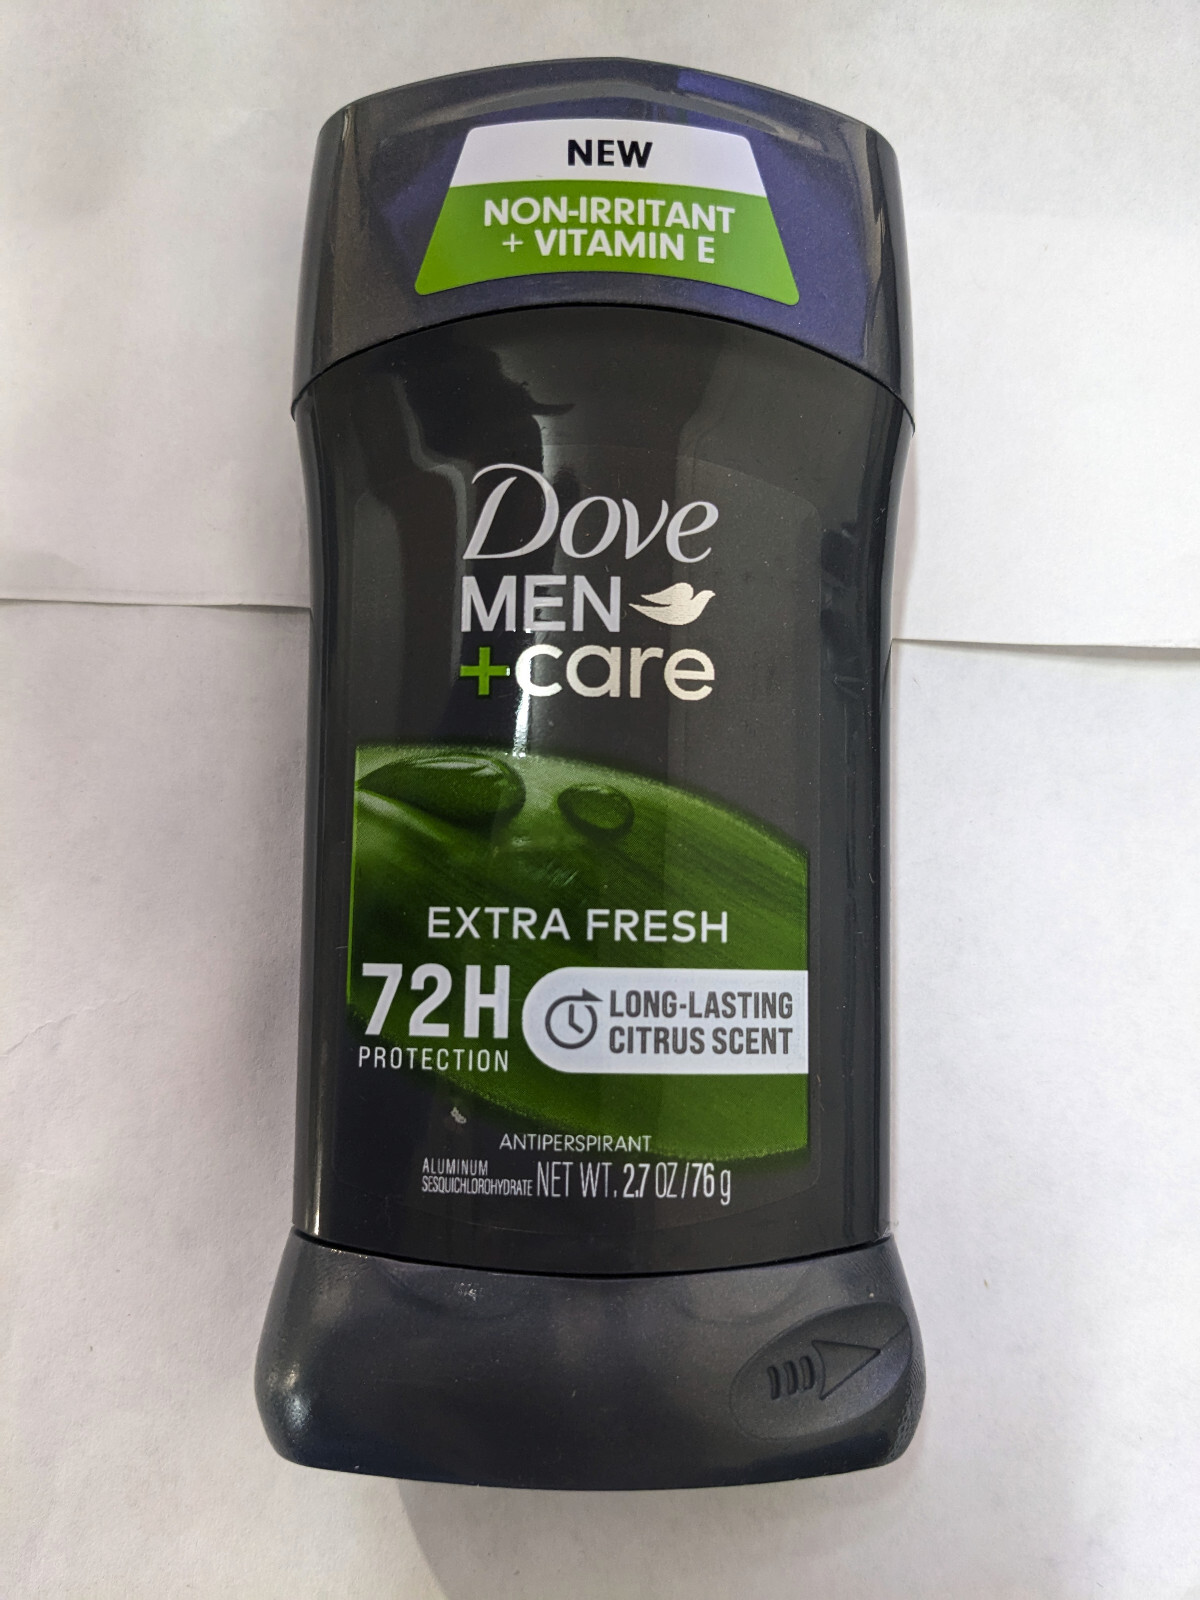 NEW
NON-IRRITANT
+ VITAMIN E
Dove
MEN
+care
EXTRA FRESH
72H
PROTECTION
LONG-LASTING
CITRUS SCENT
ANTIPERSPIRANT
ALUMINUM
SESQUICHLOROHYDRATE NET WT. 2.7 OZ/76 g